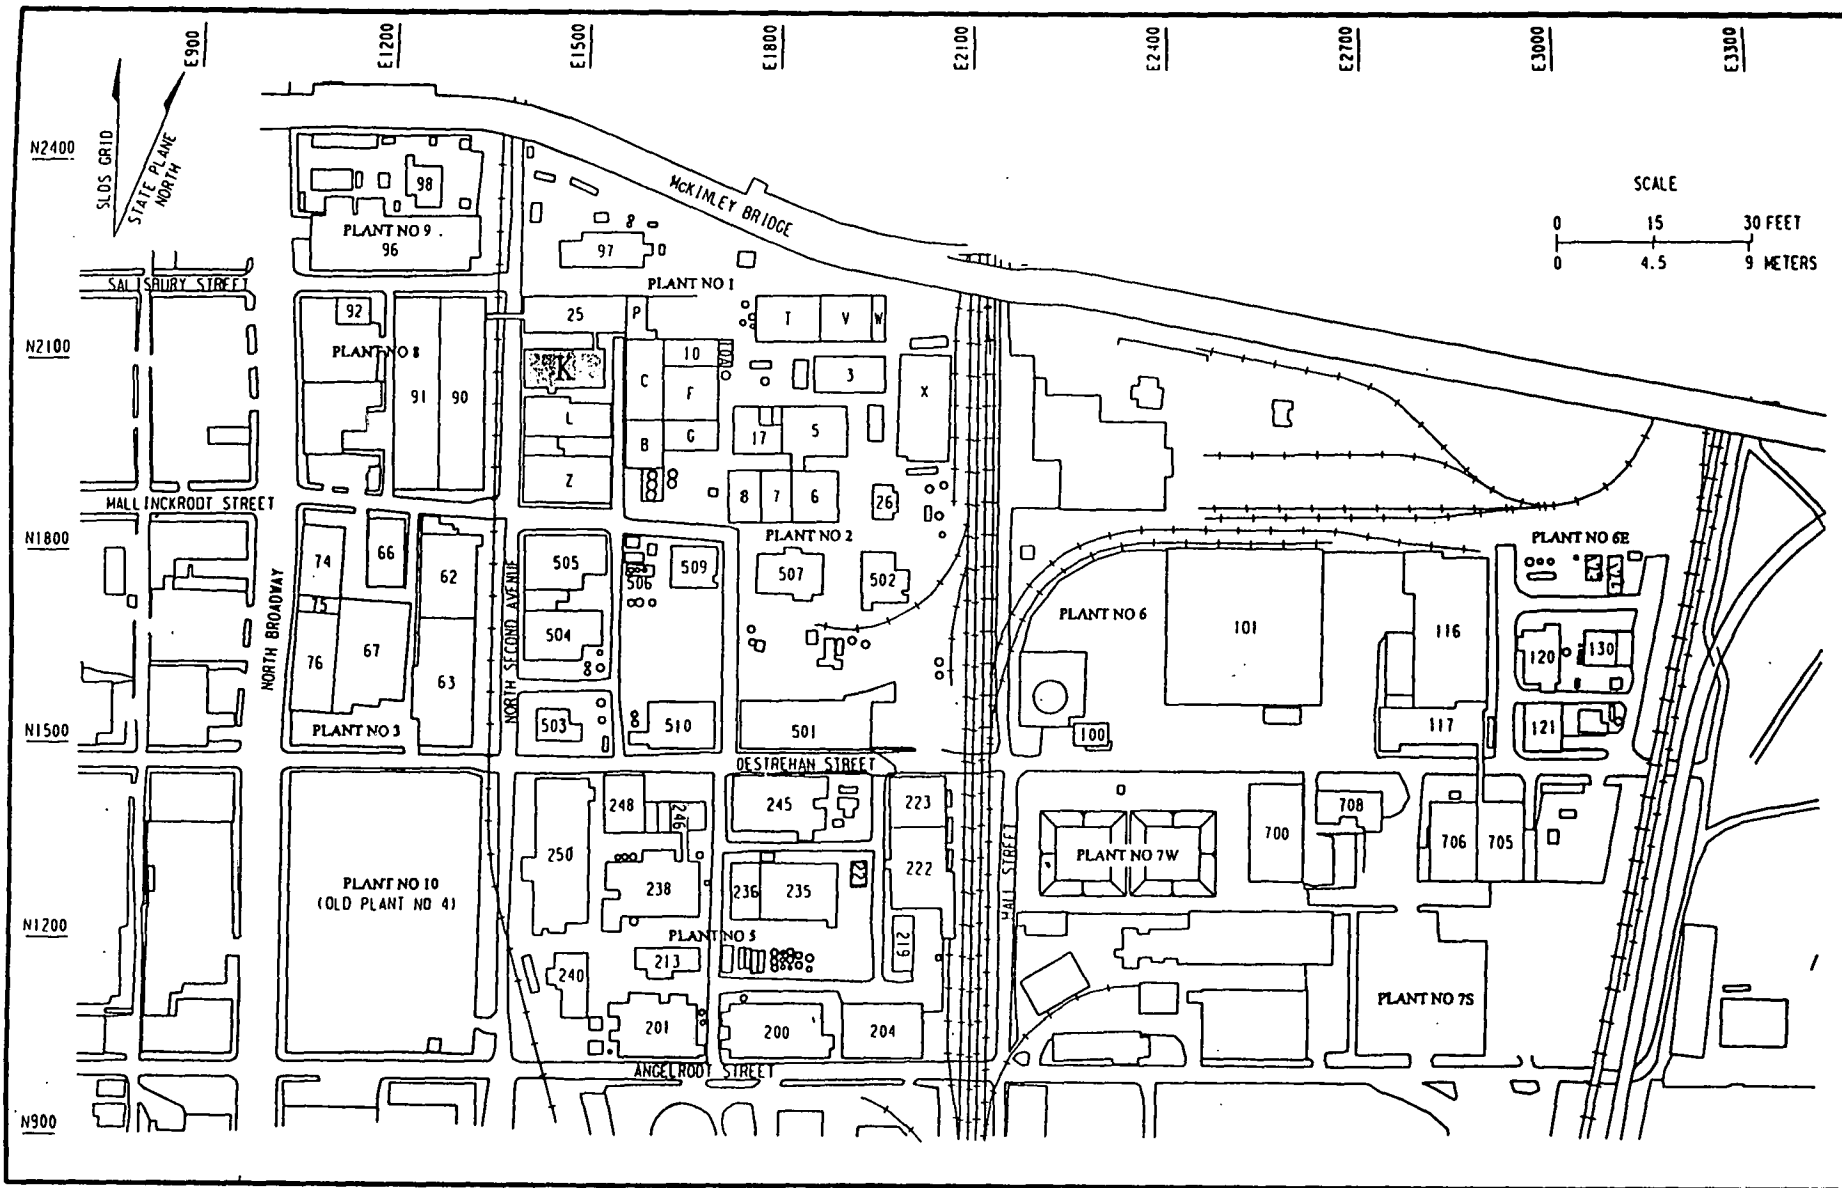 E900
E1200
E1500
E1800
E2100
E2400
E2700
E3000
E3300
N2400
N2100
N1800
N1500
N1200
N900
SLDS GRID
STATE PLANE
NORTH
SCALE
0 15 30 FEET
0 4.5 9 METERS
McKINLEY BRIDGE
98
PLANT NO 9
96
97
PLANT NO 1
SALISBURY STREET
92
PLANT NO 8
91 90
25
P
T V W
K
C
10
F
3
X
L
B
G
17
5
Z
8 7 6
26
MALLINCKRODT STREET
PLANT NO 2
PLANT NO 6E
74
66
62
505
506
509
507
502
NORTH BROADWAY
NORTH SECOND AVENUE
75
76
67
63
504
PLANT NO 6
101
116
120
130
PLANT NO 3
503
510
501
100
117
121
DESTREHAN STREET
250
248
246
245
223
222
HALL STREET
PLANT NO 7W
700
708
706 705
PLANT NO 10
(OLD PLANT NO 4)
238
236 235
22
PLANT NO 5
219
240
213
PLANT NO 7S
201
200
204
ANGELRODT STREET